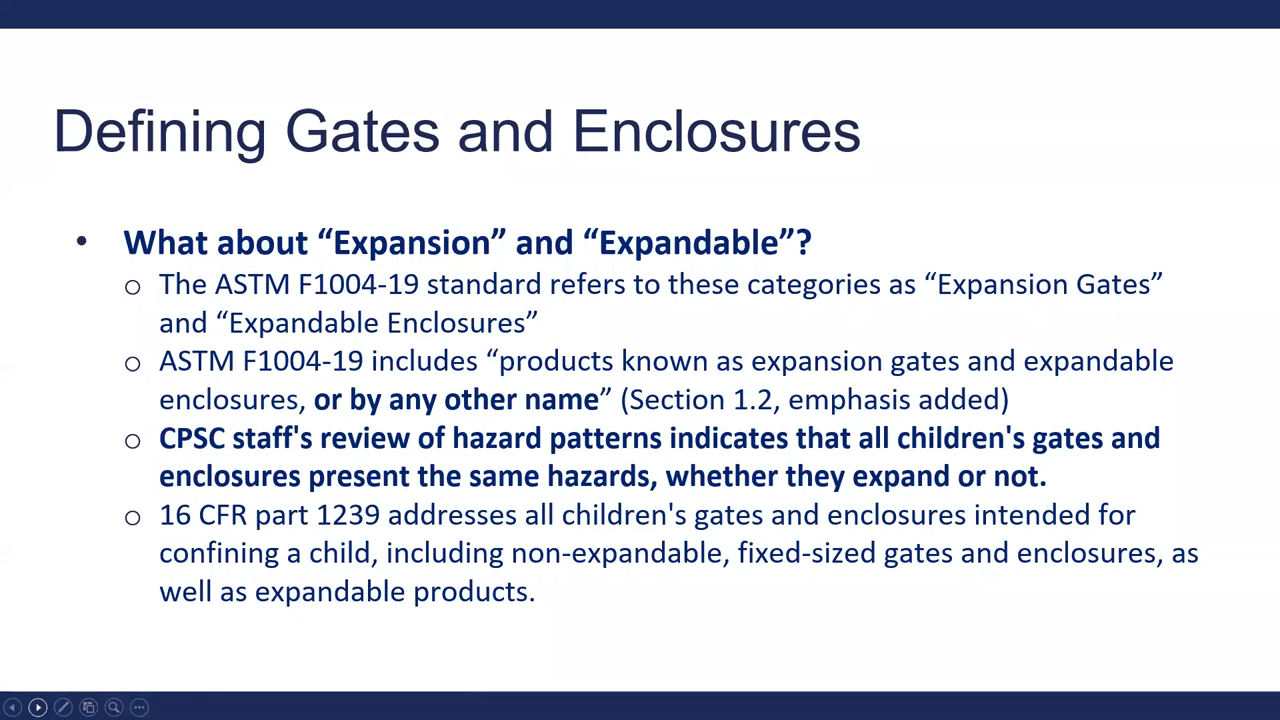 Defining Gates and Enclosures
• What about “Expansion” and “Expandable”?
o The ASTM F1004-19 standard refers to these categories as “Expansion Gates”
and “Expandable Enclosures”
o ASTM F1004-19 includes “products known as expansion gates and expandable
enclosures, or by any other name” (Section 1.2, emphasis added)
o CPSC staff's review of hazard patterns indicates that all children's gates and
enclosures present the same hazards, whether they expand or not.
o 16 CFR part 1239 addresses all children's gates and enclosures intended for
confining a child, including non-expandable, fixed-sized gates and enclosures, as
well as expandable products.